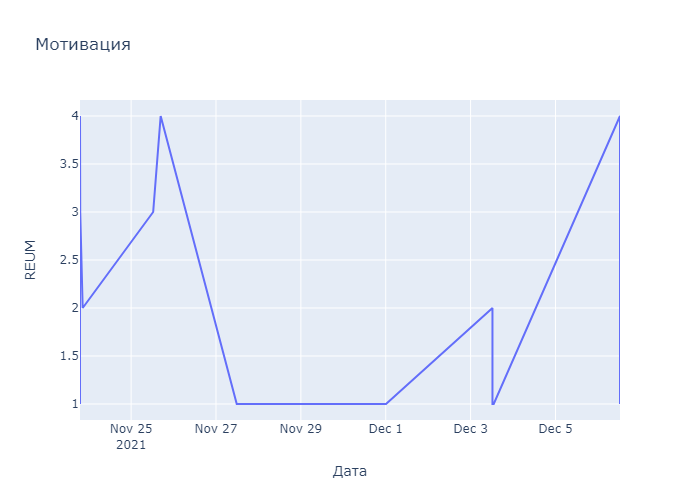 Мотивация
4
3.5
3
2.5
2
1.5
1
REUM
Nov 25
2021
Nov 27
Nov 29
Dec 1
Dec 3
Dec 5
Дата